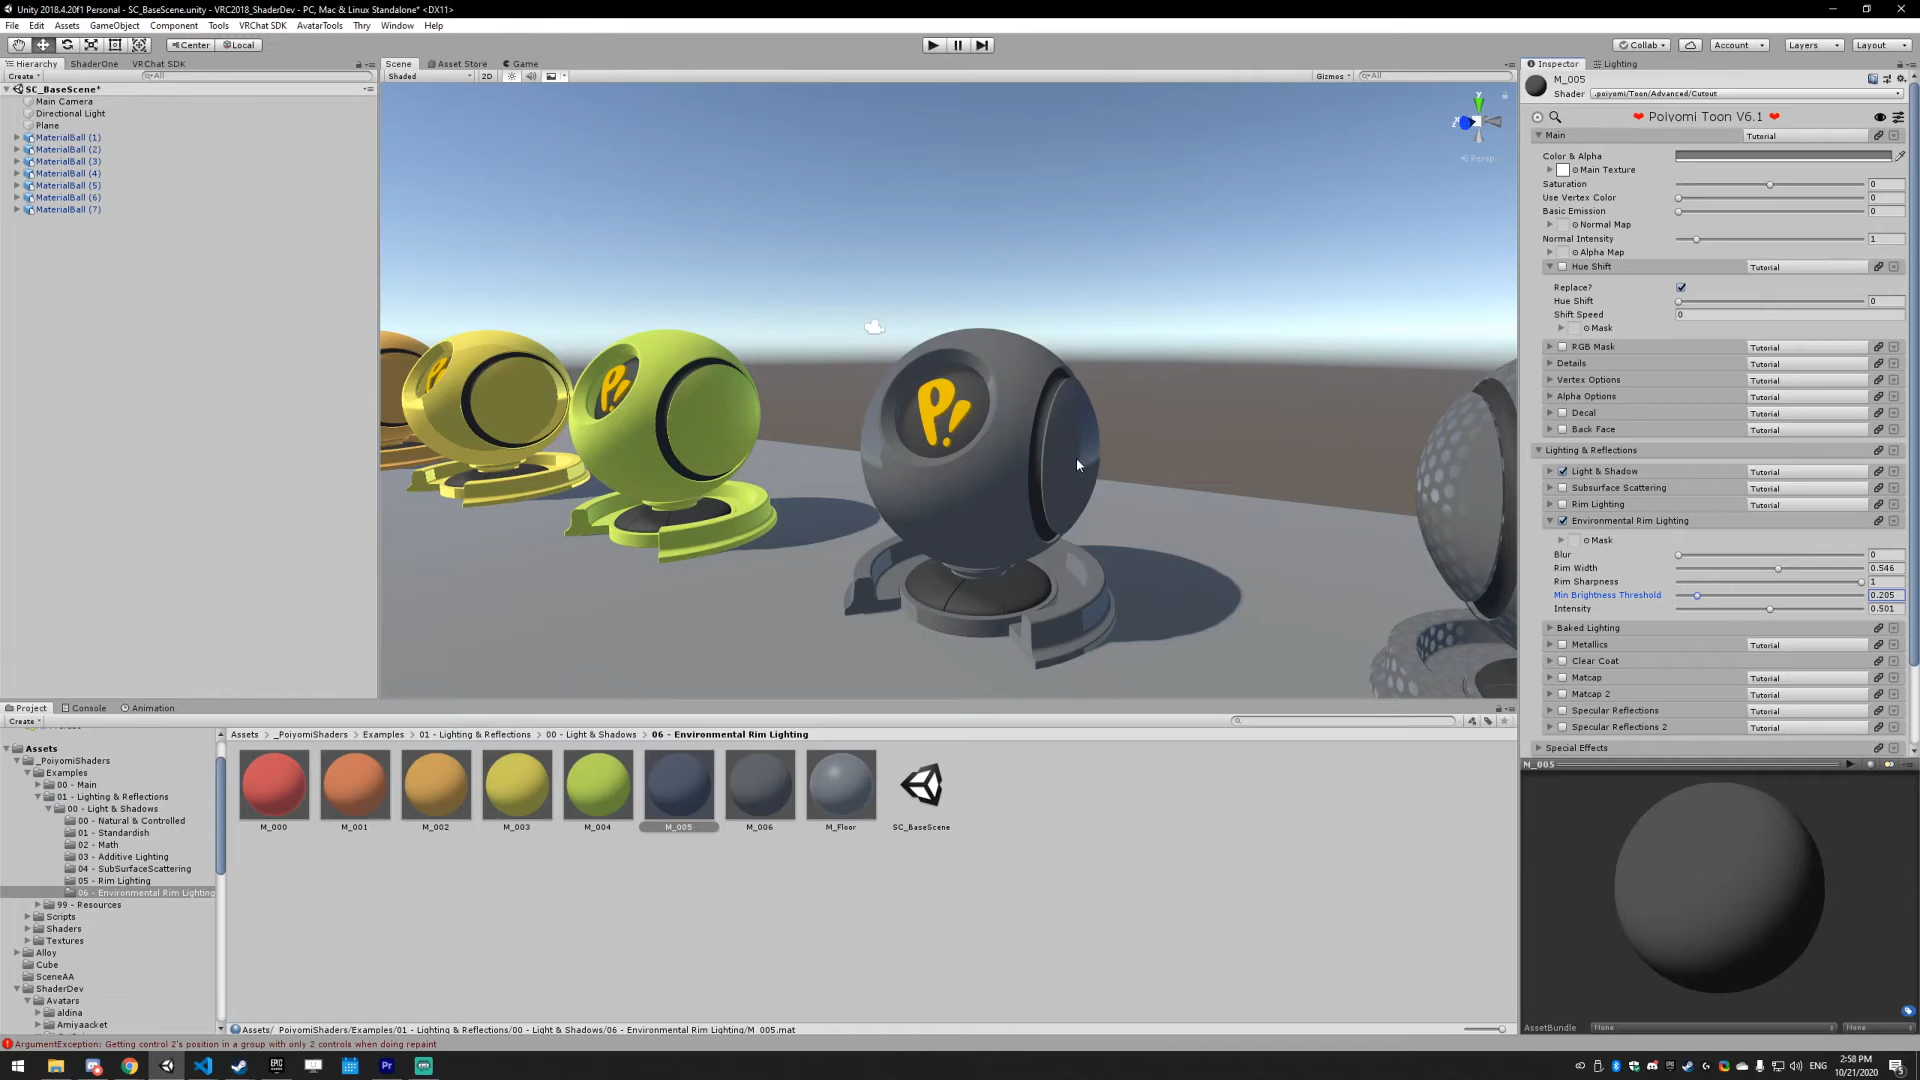 Unity 2018.4.20f1 Personal - SC_BaseScene.unity - VRC2018_ShaderDev - PC, Mac & Linux Standalone* <DX11>
File Edit Assets GameObject Component Tools VRChat SDK AvatarTools Thry Window Help
Center Local Collab Account Layers Layout
Hierarchy ShaderOne VRChat SDK
Create All
SC_BaseScene*
Main Camera
Directional Light
Plane
MaterialBall (1)
MaterialBall (2)
MaterialBall (3)
MaterialBall (4)
MaterialBall (5)
MaterialBall (6)
MaterialBall (7)
Scene Asset Store Game
Shaded 2D Gizmos All
y
Persp
P!
P!
P!
Inspector Lighting
M_005
Shader .poiyomi/Toon/Advanced/Cutout
❤ Poiyomi Toon V6.1 ❤
Main Tutorial
Color & Alpha
Main Texture
Saturation 0
Use Vertex Color 0
Basic Emission 0
Normal Map
Normal Intensity 1
Alpha Map
Hue Shift Tutorial
Replace?
Hue Shift 0
Shift Speed 0
Mask
RGB Mask Tutorial
Details Tutorial
Vertex Options Tutorial
Alpha Options Tutorial
Decal Tutorial
Back Face Tutorial
Lighting & Reflections
Light & Shadow Tutorial
Subsurface Scattering Tutorial
Rim Lighting Tutorial
Environmental Rim Lighting
Mask
Blur 0
Rim Width 0.546
Rim Sharpness 1
Min Brightness Threshold 0.205
Intensity 0.501
Baked Lighting
Metallics Tutorial
Clear Coat
Matcap Tutorial
Matcap 2 Tutorial
Specular Reflections Tutorial
Specular Reflections 2 Tutorial
Special Effects
M_005
AssetBundle None None
Project Console Animation
Create
Assets
_PoiyomiShaders
Examples
00 - Main
01 - Lighting & Reflections
00 - Light & Shadows
00 - Natural & Controlled
01 - Standardish
02 - Math
03 - Additive Lighting
04 - SubSurfaceScattering
05 - Rim Lighting
06 - Environmental Rim Lighting
99 - Resources
Scripts
Shaders
Textures
Alloy
Cube
SceneAA
ShaderDev
Avatars
aldina
Amiyaacket
Assets _PoiyomiShaders Examples 01 - Lighting & Reflections 00 - Light & Shadows 06 - Environmental Rim Lighting
M_000 M_001 M_002 M_003 M_004 M_005 M_006 M_Floor SC_BaseScene
Assets/_PoiyomiShaders/Examples/01 - Lighting & Reflections/00 - Light & Shadows/06 - Environmental Rim Lighting/M_005.mat
ArgumentException: Getting control 2's position in a group with only 2 controls when doing repaint
EPIC GAMES Pr ENG 2:58 PM
10/21/2020